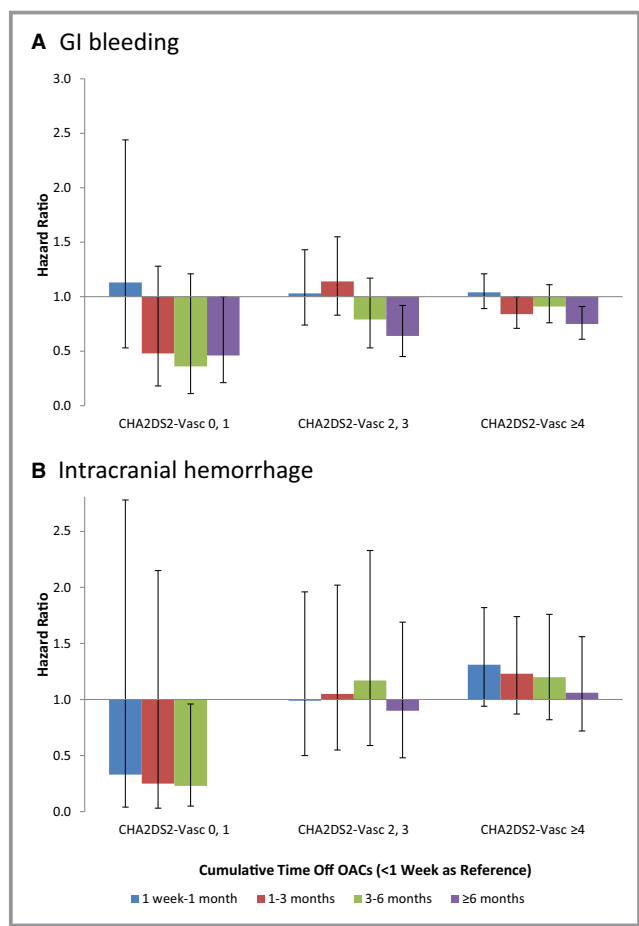 A GI bleeding
3.0
2.5
2.0
1.5
1.0
0.5
0.0
Hazard Ratio
CHA2DS2-Vasc 0, 1 CHA2DS2-Vasc 2, 3 CHA2DS2-Vasc ≥4
B Intracranial hemorrhage
2.5
2.0
1.5
1.0
0.5
0.0
Hazard Ratio
CHA2DS2-Vasc 0, 1 CHA2DS2-Vasc 2, 3 CHA2DS2-Vasc ≥4
Cumulative Time Off OACs (<1 Week as Reference)
1 week-1 month 1-3 months 3-6 months ≥6 months